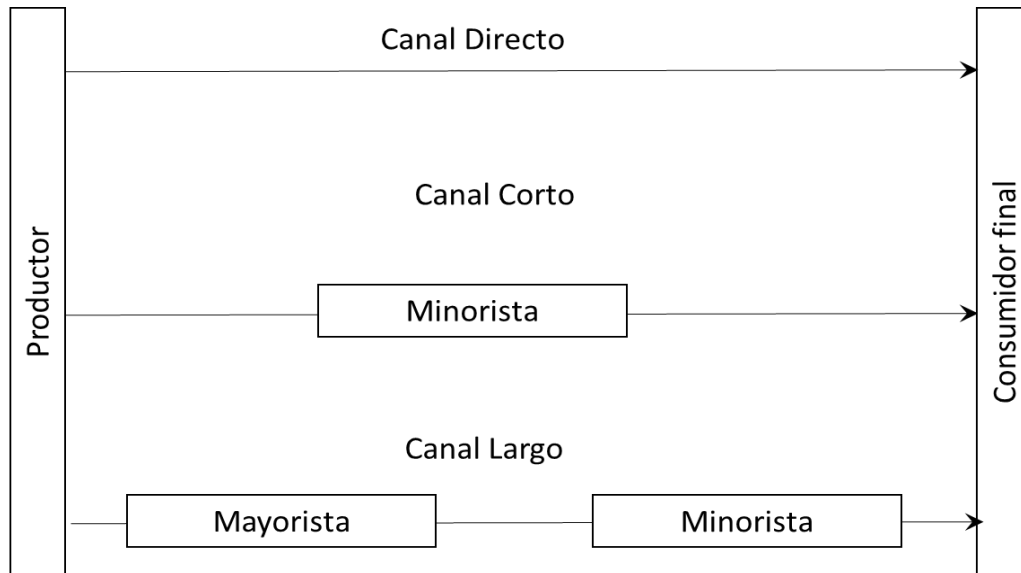 Productor
Canal Directo
Canal Corto
Minorista
Canal Largo
Mayorista
Minorista
Consumidor final